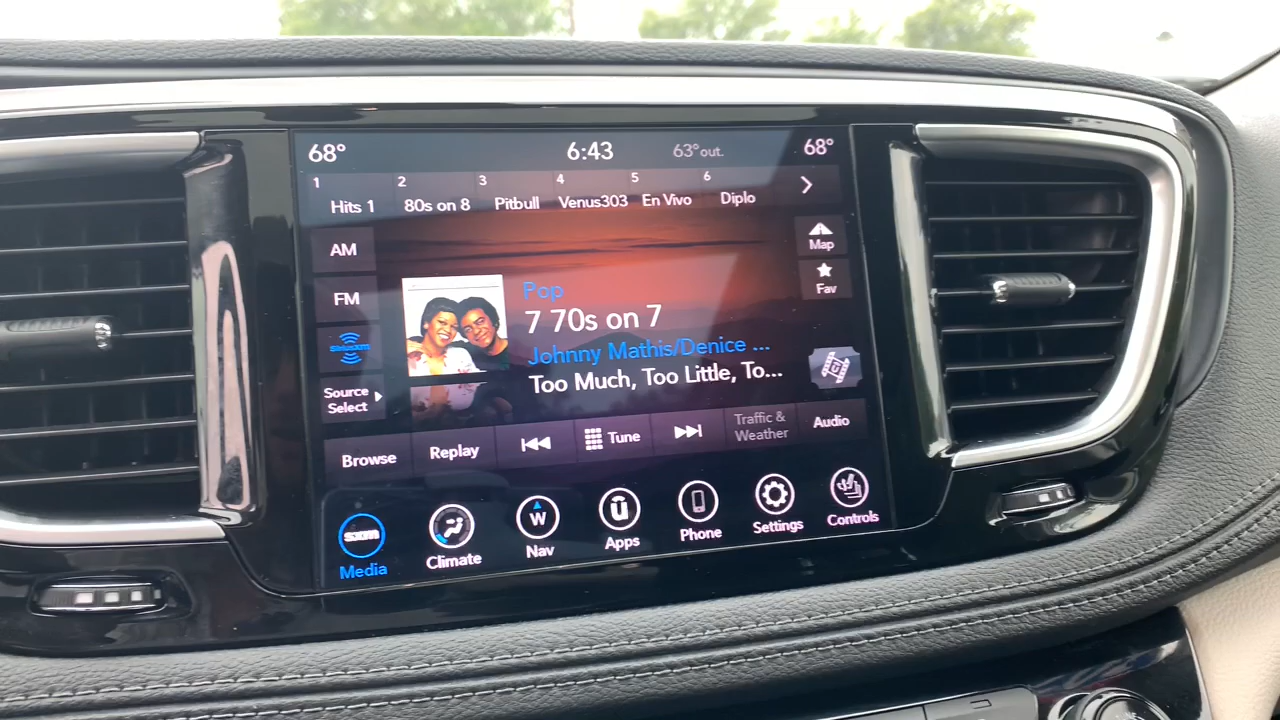 68° 6:43 63° out. 68°
1 2 3 4 5 6
Hits 1 80s on 8 Pitbull Venus303 En Vivo Diplo
AM
Map
FM
Fav
Pop
7 70s on 7
SiriusXM
Johnny Mathis/Denice ...
Too Much, Too Little, To...
Source
Select
Browse Replay Tune Traffic &
Weather Audio
W
sxm
Media Climate Nav Apps Phone Settings Controls